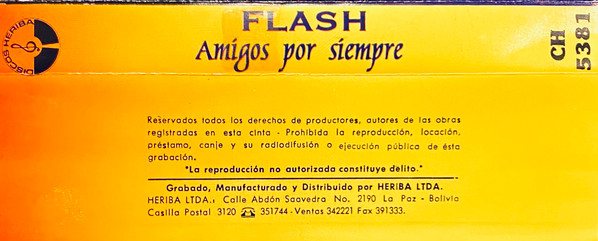 FLASH
Amigos por siempre
DISCOS HERIBA
CH
5381
Reservados todos los derechos de productores, autores de las obras
registradas en esta cinta - Prohibida la reproducción, locación,
préstamo, canje y su radiodifusión o ejecución pública de ésta
grabación.
"La reproducción no autorizada constituye delito."
Grabado, Manufacturado y Distribuido por HERIBA LTDA.
HERIBA LTDA.: Calle Abdón Saavedra No. 2190 La Paz - Bolivia
Casilla Postal 3120 ☎ 351744 - Ventas 342221 Fax 391333.